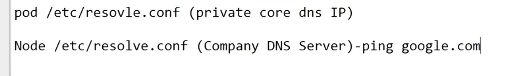 pod /etc/resovle.conf (private core dns IP)
Node /etc/resolve.conf (Company DNS Server)-ping google.com